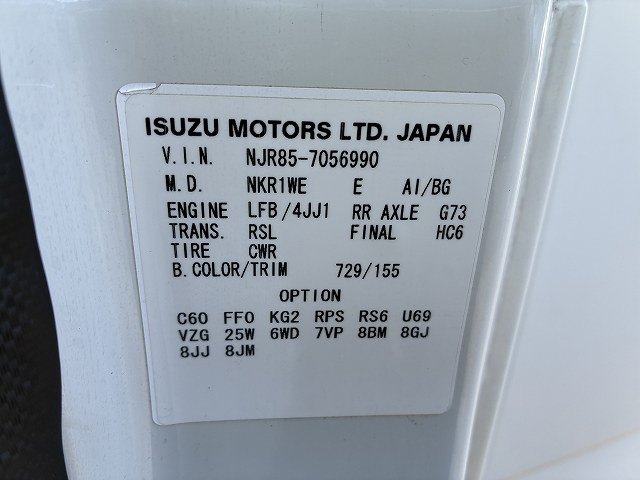 ISUZU MOTORS LTD. JAPAN
V.I.N. NJR85-7056990
M.D. NKR1WE E AI/BG
ENGINE LFB/4JJ1 RR AXLE G73
TRANS. RSL FINAL HC6
TIRE CWR
B.COLOR/TRIM 729/155
OPTION
C60 FF0 KG2 RPS RS6 U69
VZG 25W 6WD 7VP 8BM 8GJ
8JJ 8JM